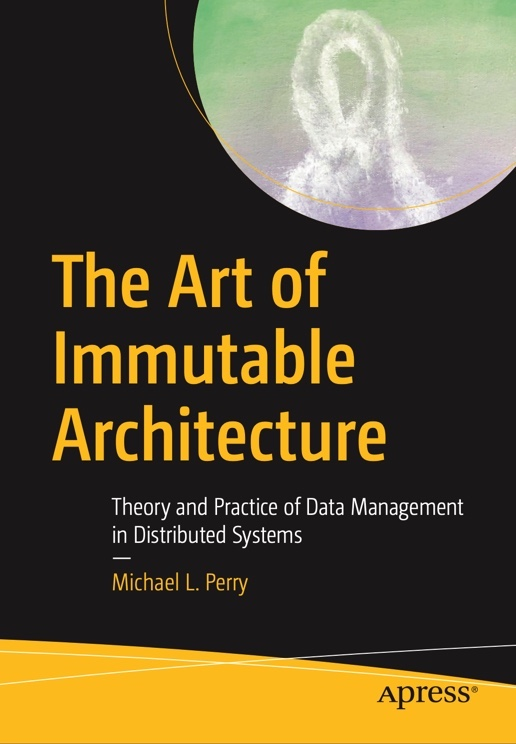 The Art of
Immutable
Architecture
Theory and Practice of Data Management
in Distributed Systems
Michael L. Perry
Apress®